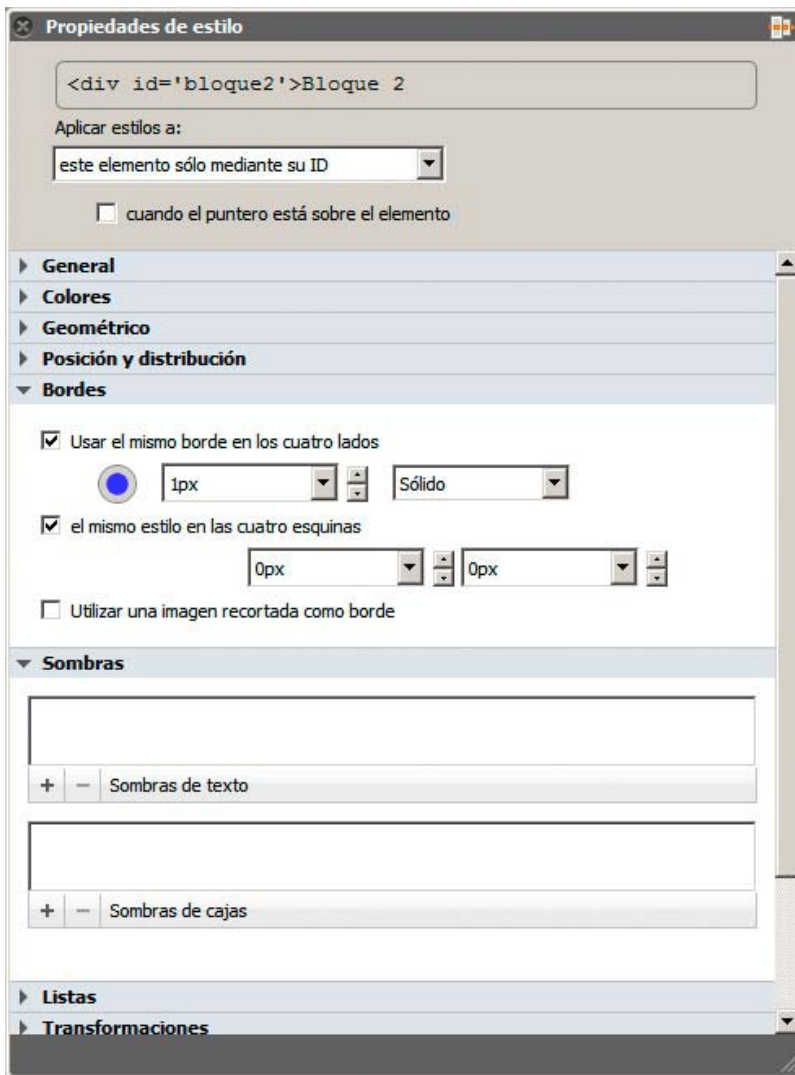 Propiedades de estilo
<div id='bloque2'>Bloque 2
Aplicar estilos a:
este elemento sólo mediante su ID
cuando el puntero está sobre el elemento
General
Colores
Geométrico
Posición y distribución
Bordes
Usar el mismo borde en los cuatro lados
1px Sólido
el mismo estilo en las cuatro esquinas
0px 0px
Utilizar una imagen recortada como borde
Sombras
+ − Sombras de texto
+ − Sombras de cajas
Listas
Transformaciones